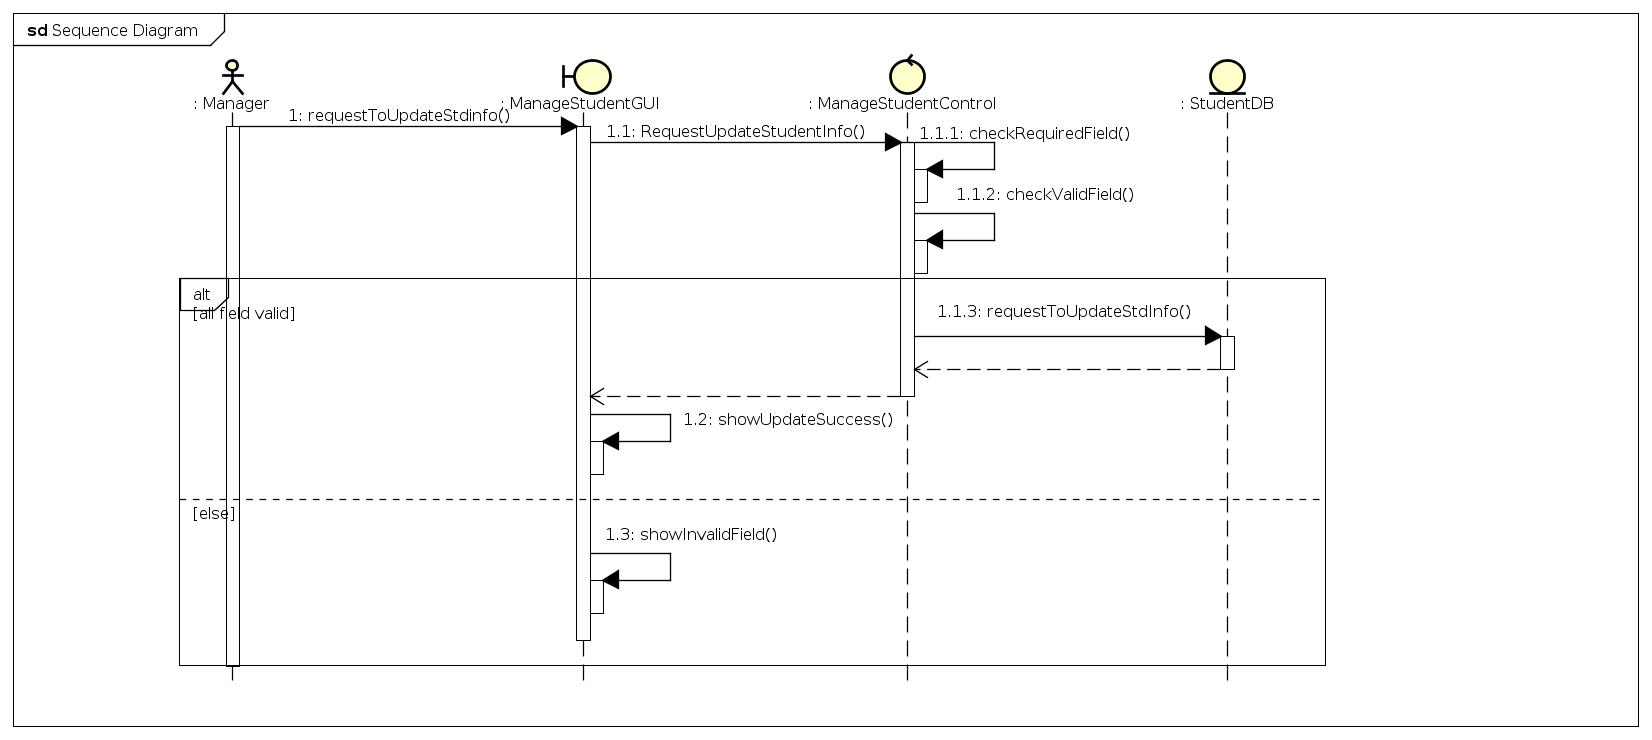 sd Sequence Diagram
: Manager
: ManageStudentGUI
: ManageStudentControl
: StudentDB
1: requestToUpdateStdinfo()
1.1: RequestUpdateStudentInfo()
1.1.1: checkRequiredField()
1.1.2: checkValidField()
alt
[all field valid]
1.1.3: requestToUpdateStdInfo()
1.2: showUpdateSuccess()
[else]
1.3: showInvalidField()